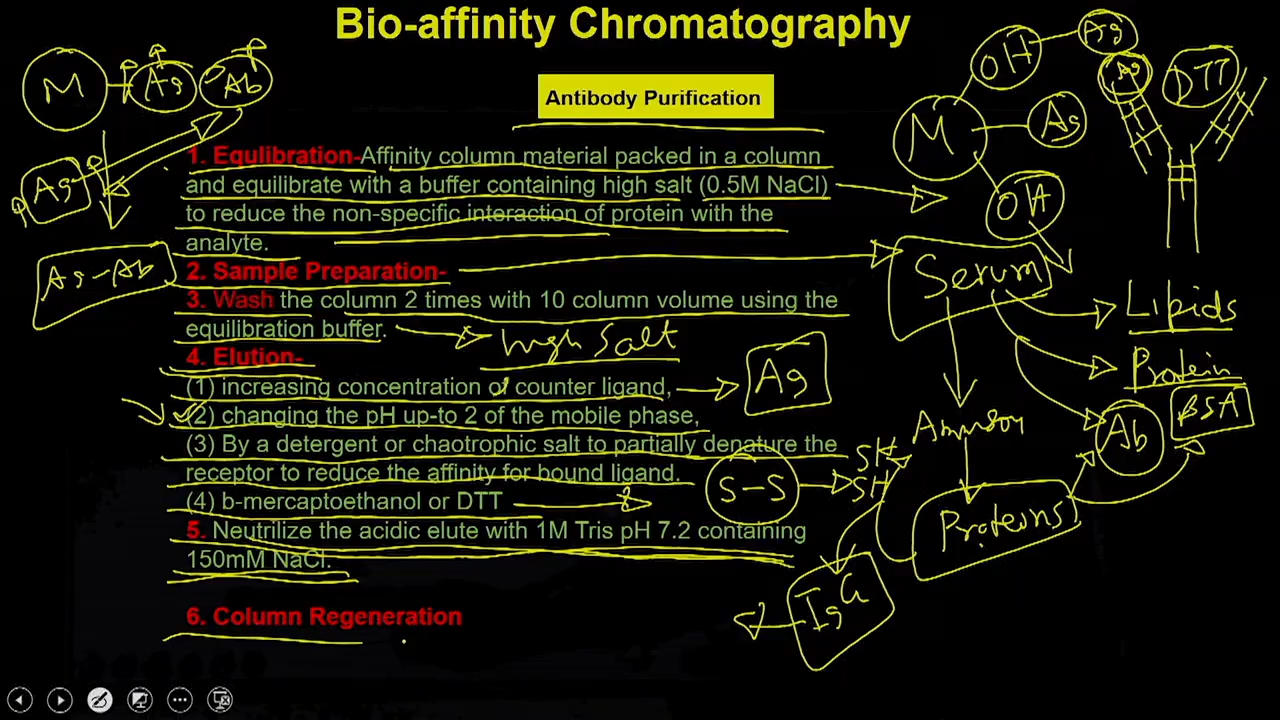 Bio-affinity Chromatography
Antibody Purification
1. Equlibration-Affinity column material packed in a column
and equilibrate with a buffer containing high salt (0.5M NaCl)
to reduce the non-specific interaction of protein with the
analyte.
2. Sample Preparation-
3. Wash the column 2 times with 10 column volume using the
equilibration buffer.
high Salt
4. Elution-
(1) increasing concentration of counter ligand,
(2) changing the pH up-to 2 of the mobile phase,
(3) By a detergent or chaotrophic salt to partially denature the
receptor to reduce the affinity for bound ligand.
(4) b-mercaptoethanol or DTT
5. Neutrilize the acidic elute with 1M Tris pH 7.2 containing
150mM NaCl.
6. Column Regeneration
M Ag Ab
Ag
Ag-Ab
OH Ag
Ag DTT
M Ag
OH
Serum
Lipids
Protein
Ag
BSA
Ab
S-S
SH
SH
Proteins
IgG